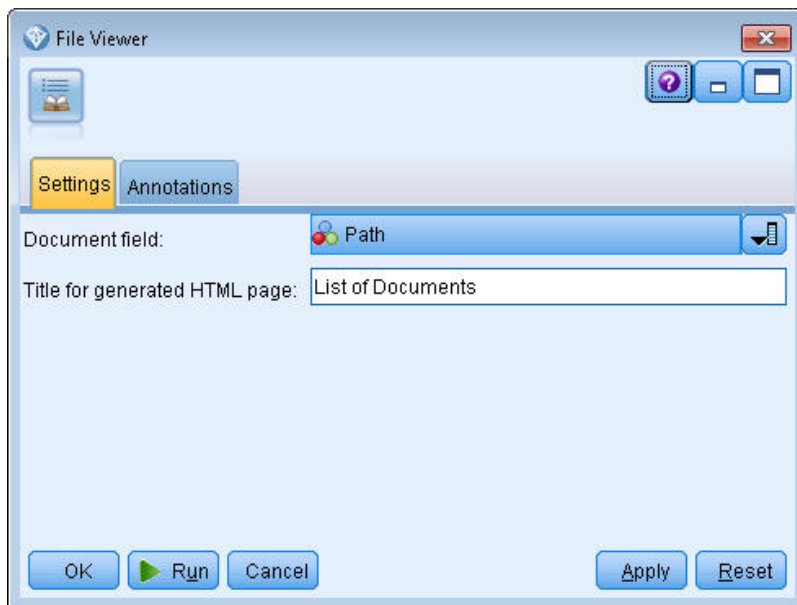 File Viewer
Settings Annotations
Document field: Path
Title for generated HTML page: List of Documents
OK Run Cancel Apply Reset